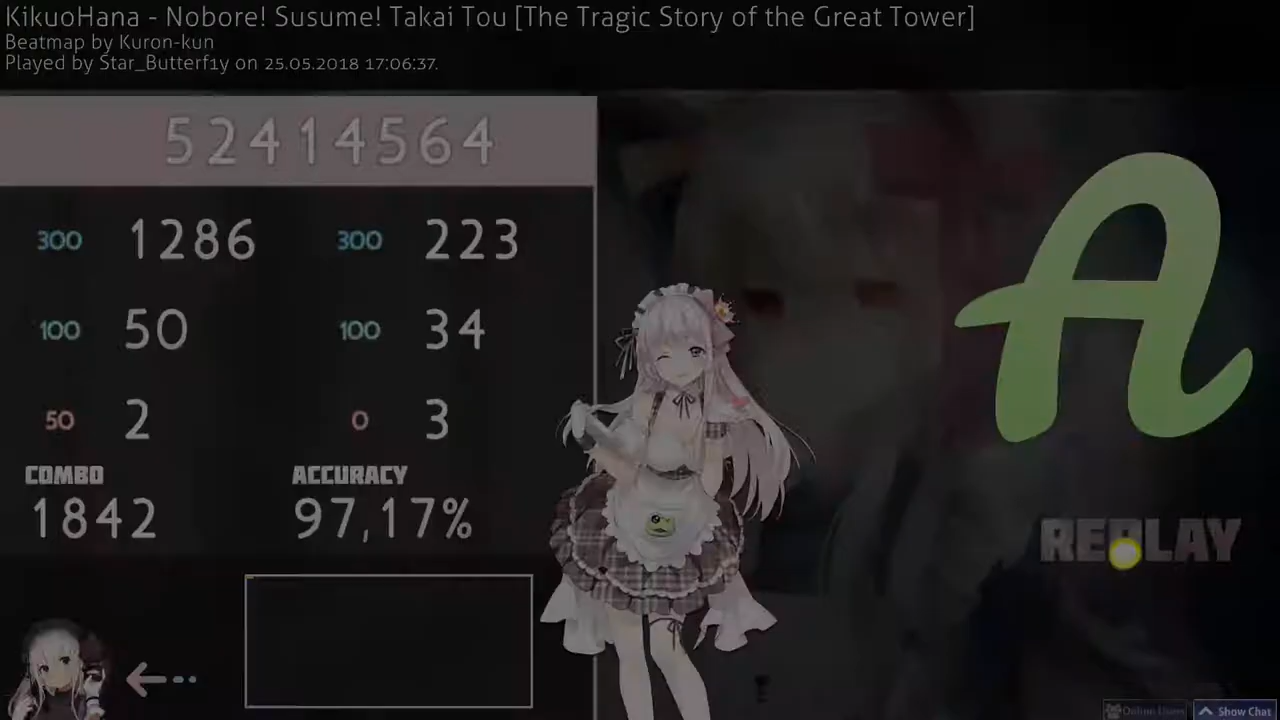 KikuoHana - Nobore! Susume! Takai Tou [The Tragic Story of the Great Tower]
Beatmap by Kuron-kun
Played by Star_Butterf1y on 25.05.2018 17:06:37.
52414564
300 1286 300 223
100 50 100 34
50 2 0 3
COMBO ACCURACY
1842 97,17%
REPLAY
Online Users Show Chat